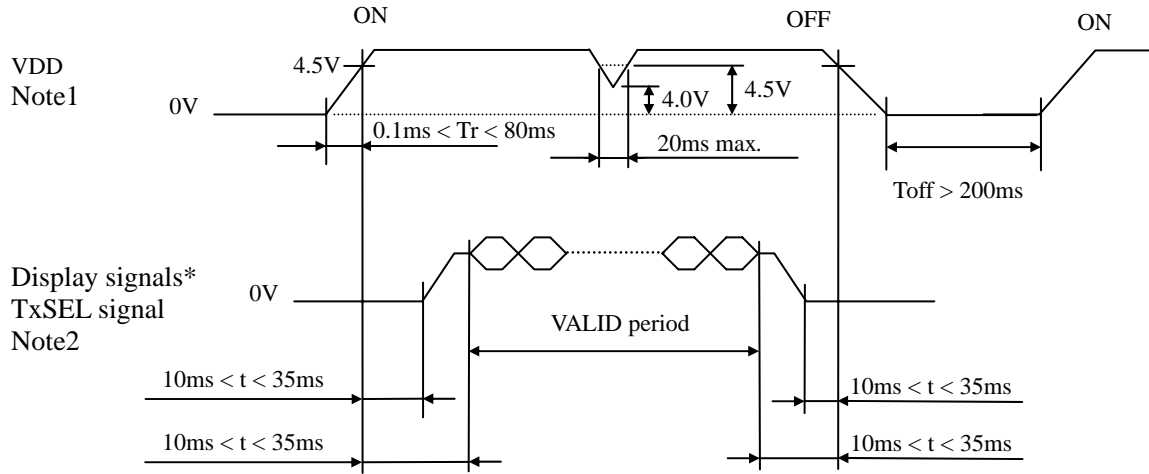 ON
OFF
ON
VDD
Note1
4.5V
4.0V
4.5V
0V
0.1ms < Tr < 80ms
20ms max.
Toff > 200ms
Display signals*
TxSEL signal
Note2
0V
VALID period
10ms < t < 35ms
10ms < t < 35ms
10ms < t < 35ms
10ms < t < 35ms